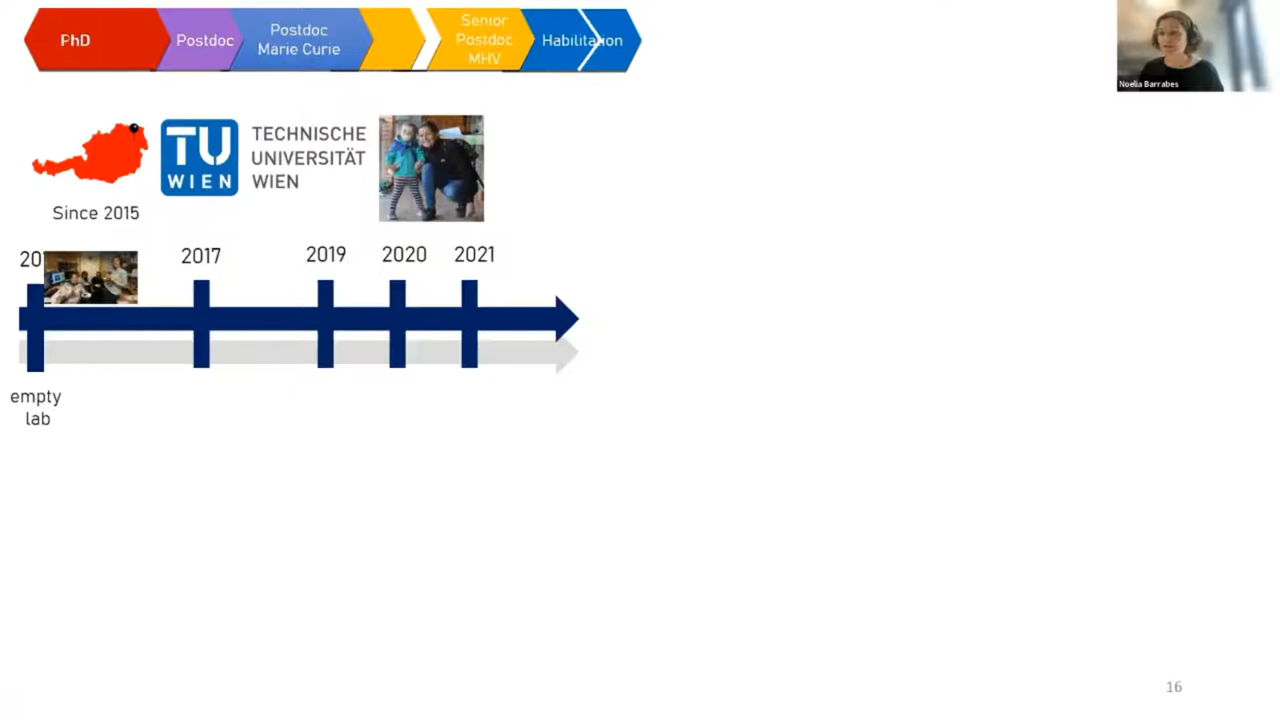 PhD
Postdoc
Postdoc
Marie Curie
Senior
Postdoc
MHV
Habilitation
Noelia Barrabes
TU
WIEN
TECHNISCHE
UNIVERSITÄT
WIEN
Since 2015
2017
2019
2020
2021
empty
lab
16